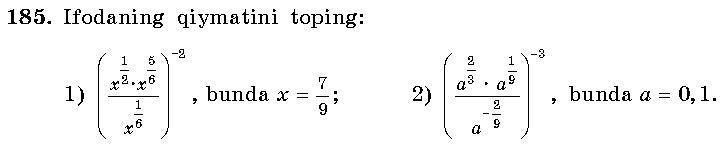 185. Ifodaning qiymatini toping:
1) $\left(\frac{x^{\frac{1}{2}} \cdot x^{\frac{5}{6}}}{x^{\frac{1}{6}}}\right)^{-2}$, bunda $x = \frac{7}{9}$; 2) $\left(\frac{a^{\frac{2}{3}} \cdot a^{\frac{1}{9}}}{a^{-\frac{2}{9}}}\right)^{-3}$, bunda $a = 0,1$.